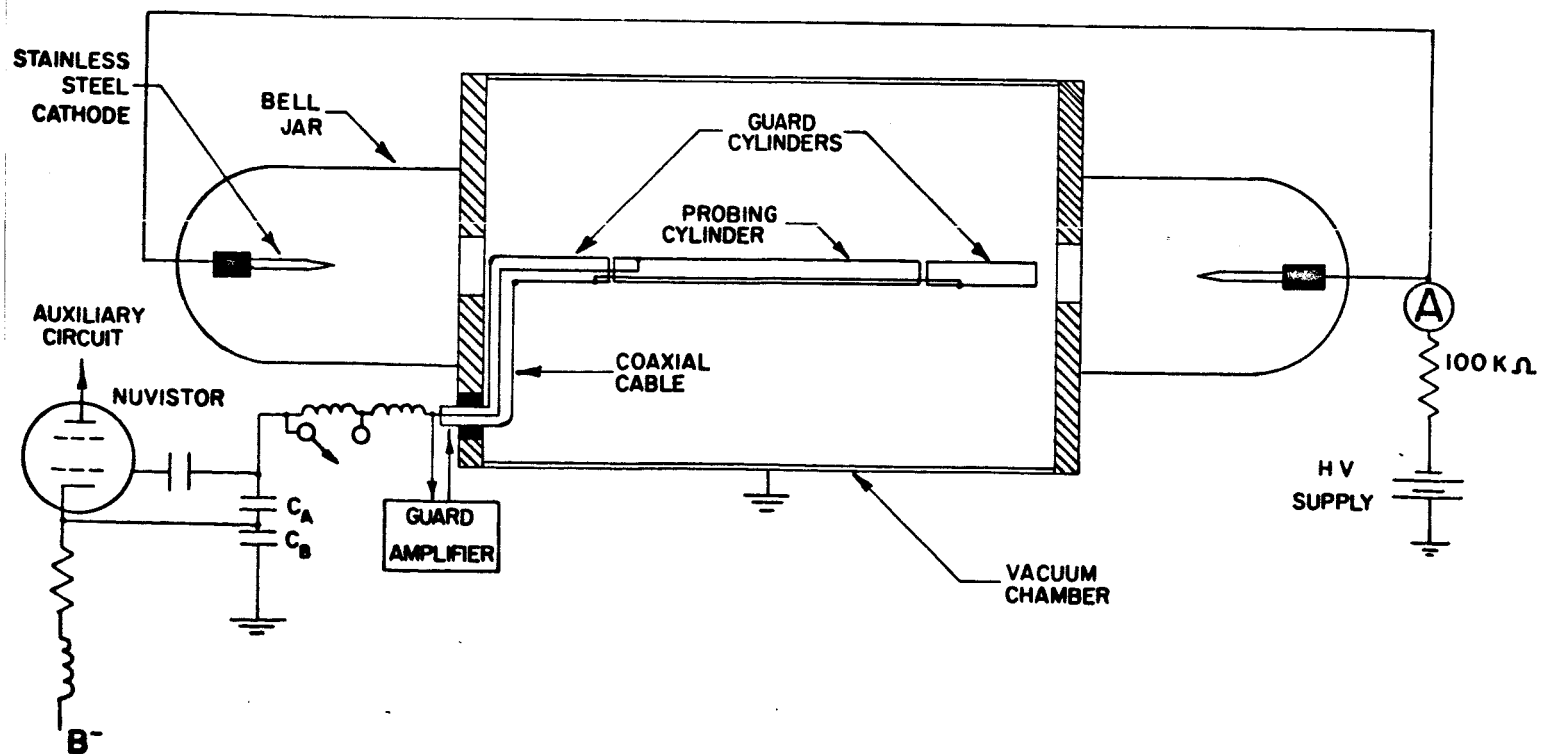 STAINLESS
STEEL
CATHODE
BELL
JAR
GUARD
CYLINDERS
PROBING
CYLINDER
AUXILIARY
CIRCUIT
NUVISTOR
COAXIAL
CABLE
A
100 K Ω
H V
SUPPLY
C_A
C_B
GUARD
AMPLIFIER
VACUUM
CHAMBER
B⁻